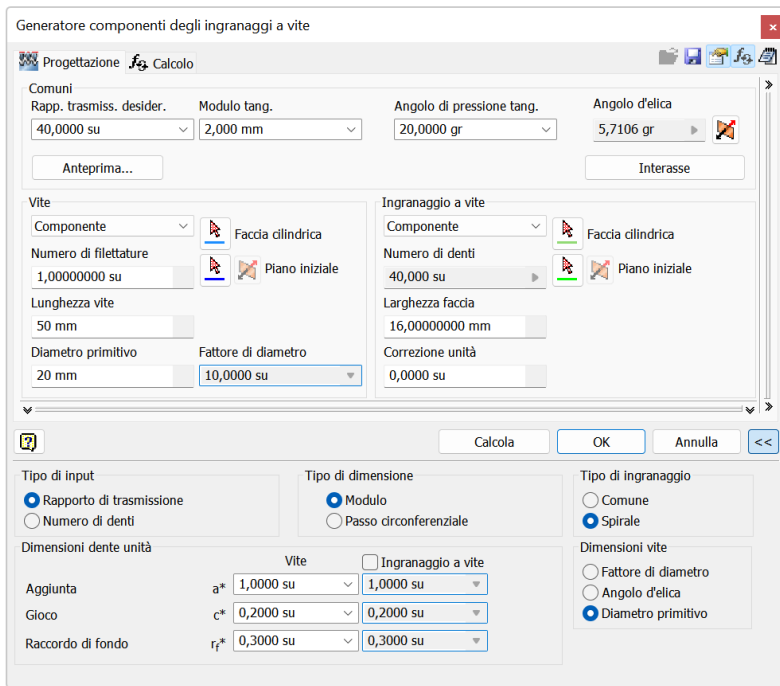 Generatore componenti degli ingranaggi a vite
Progettazione fg Calcolo
Comuni
Rapp. trasmiss. desider. Modulo tang. Angolo di pressione tang. Angolo d'elica
40,0000 su 2,000 mm 20,0000 gr 5,7106 gr
Anteprima... Interasse
Vite
Componente
Faccia cilindrica
Numero di filettature
1,00000000 su
Piano iniziale
Lunghezza vite
50 mm
Diametro primitivo Fattore di diametro
20 mm 10,0000 su
Ingranaggio a vite
Componente
Faccia cilindrica
Numero di denti
40,000 su
Piano iniziale
Larghezza faccia
16,00000000 mm
Correzione unità
0,0000 su
Calcola OK Annulla <<
Tipo di input
Rapporto di trasmissione
Numero di denti
Tipo di dimensione
Modulo
Passo circonferenziale
Tipo di ingranaggio
Comune
Spirale
Dimensioni dente unità
Vite Ingranaggio a vite
Aggiunta a* 1,0000 su 1,0000 su
Gioco c* 0,2000 su 0,2000 su
Raccordo di fondo rf* 0,3000 su 0,3000 su
Dimensioni vite
Fattore di diametro
Angolo d'elica
Diametro primitivo